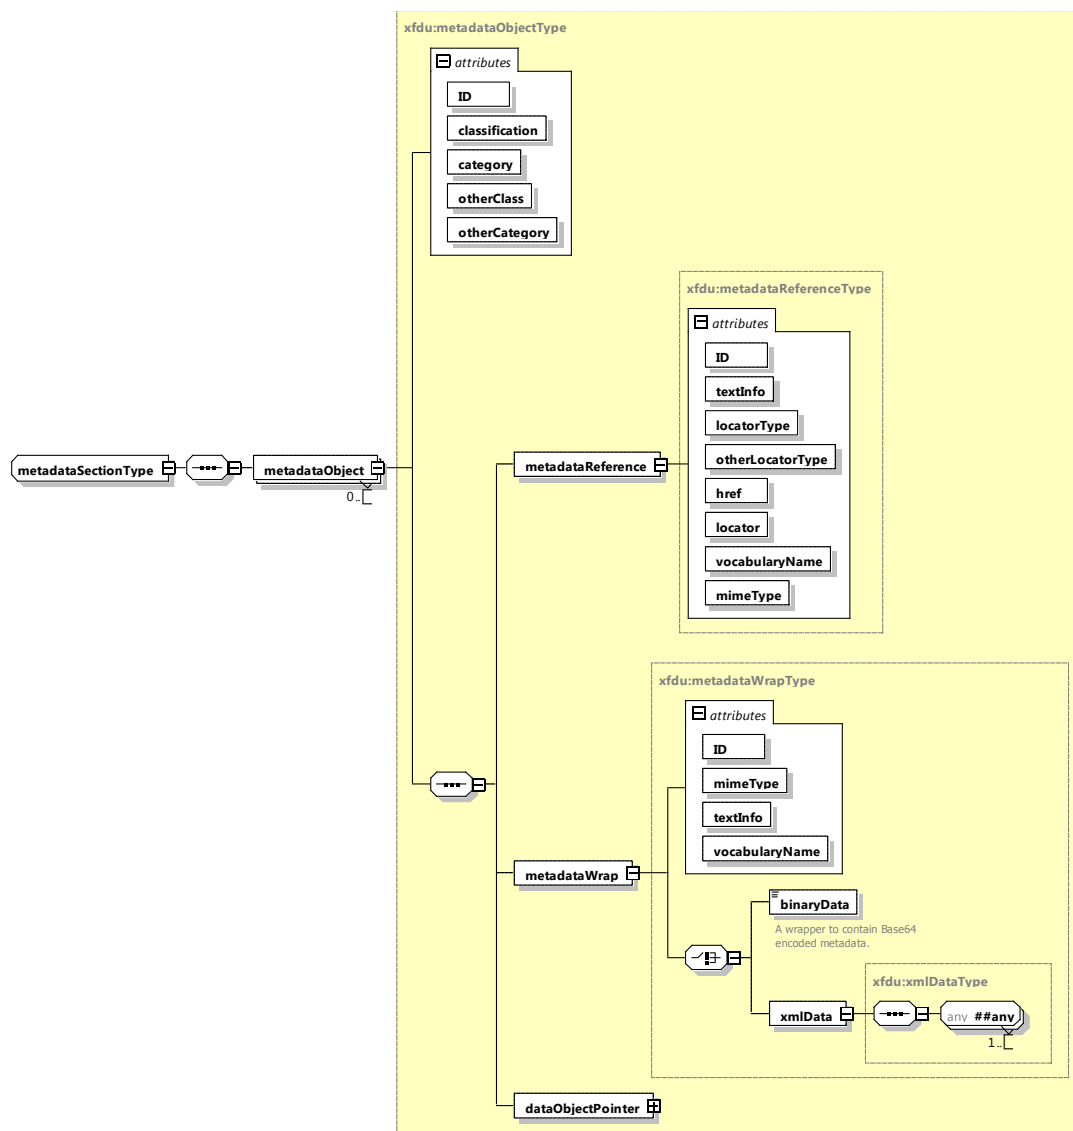 xfdu:metadataObjectType
attributes
ID
classification
category
otherClass
otherCategory
xfdu:metadataReferenceType
attributes
ID
textInfo
locatorType
otherLocatorType
href
locator
vocabularyName
mimeType
metadataSectionType
metadataObject
0..
metadataReference
xfdu:metadataWrapType
attributes
ID
mimeType
textInfo
vocabularyName
metadataWrap
binaryData
A wrapper to contain Base64
encoded metadata.
xfdu:xmlDataType
xmlData
any ##any
1..
dataObjectPointer